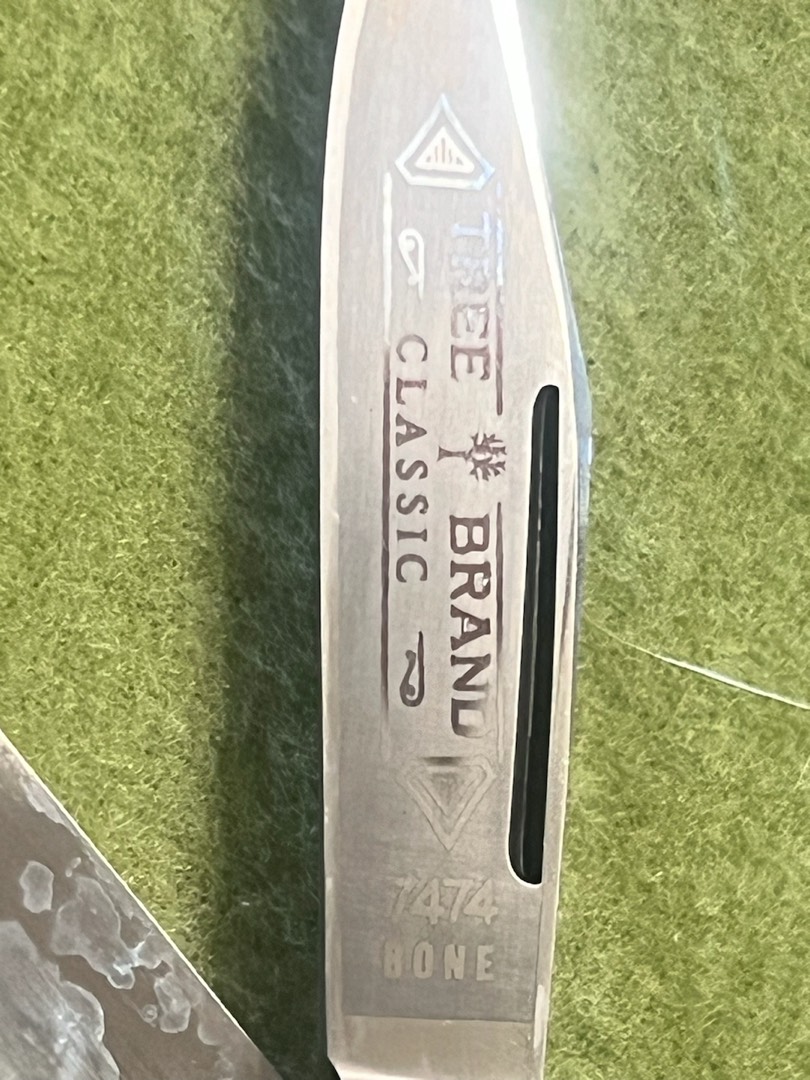 TREE BRAND
CLASSIC
7474
BONE